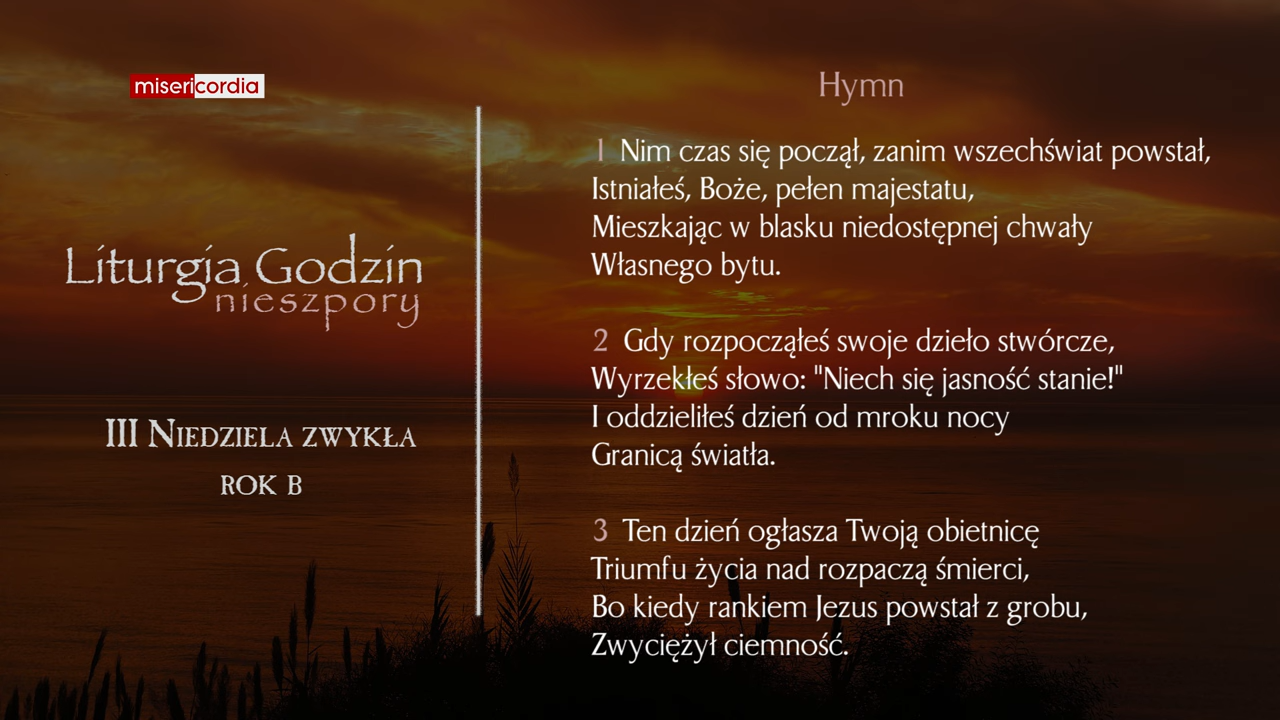 misericordia
Liturgia Godzin
nieszpory
III Niedziela zwykła
rok B
Hymn
1 Nim czas się począł, zanim wszechświat powstał,
Istniałeś, Boże, pełen majestatu,
Mieszkając w blasku niedostępnej chwały
Własnego bytu.
2 Gdy rozpocząłeś swoje dzieło stwórcze,
Wyrzekłeś słowo: "Niech się jasność stanie!"
I oddzieliłeś dzień od mroku nocy
Granicą światła.
3 Ten dzień ogłasza Twoją obietnicę
Triumfu życia nad rozpaczą śmierci,
Bo kiedy rankiem Jezus powstał z grobu,
Zwyciężył ciemność.